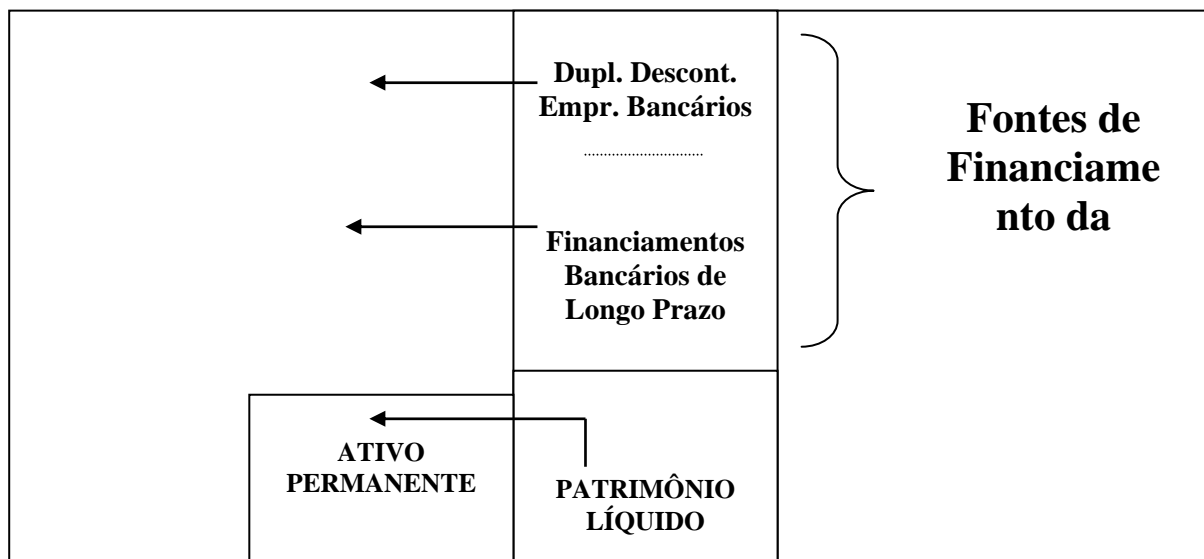 Dupl. Descont.
Empr. Bancários
Financiamentos
Bancários de
Longo Prazo
Fontes de
Financiame
nto da
ATIVO
PERMANENTE
PATRIMÔNIO
LÍQUIDO